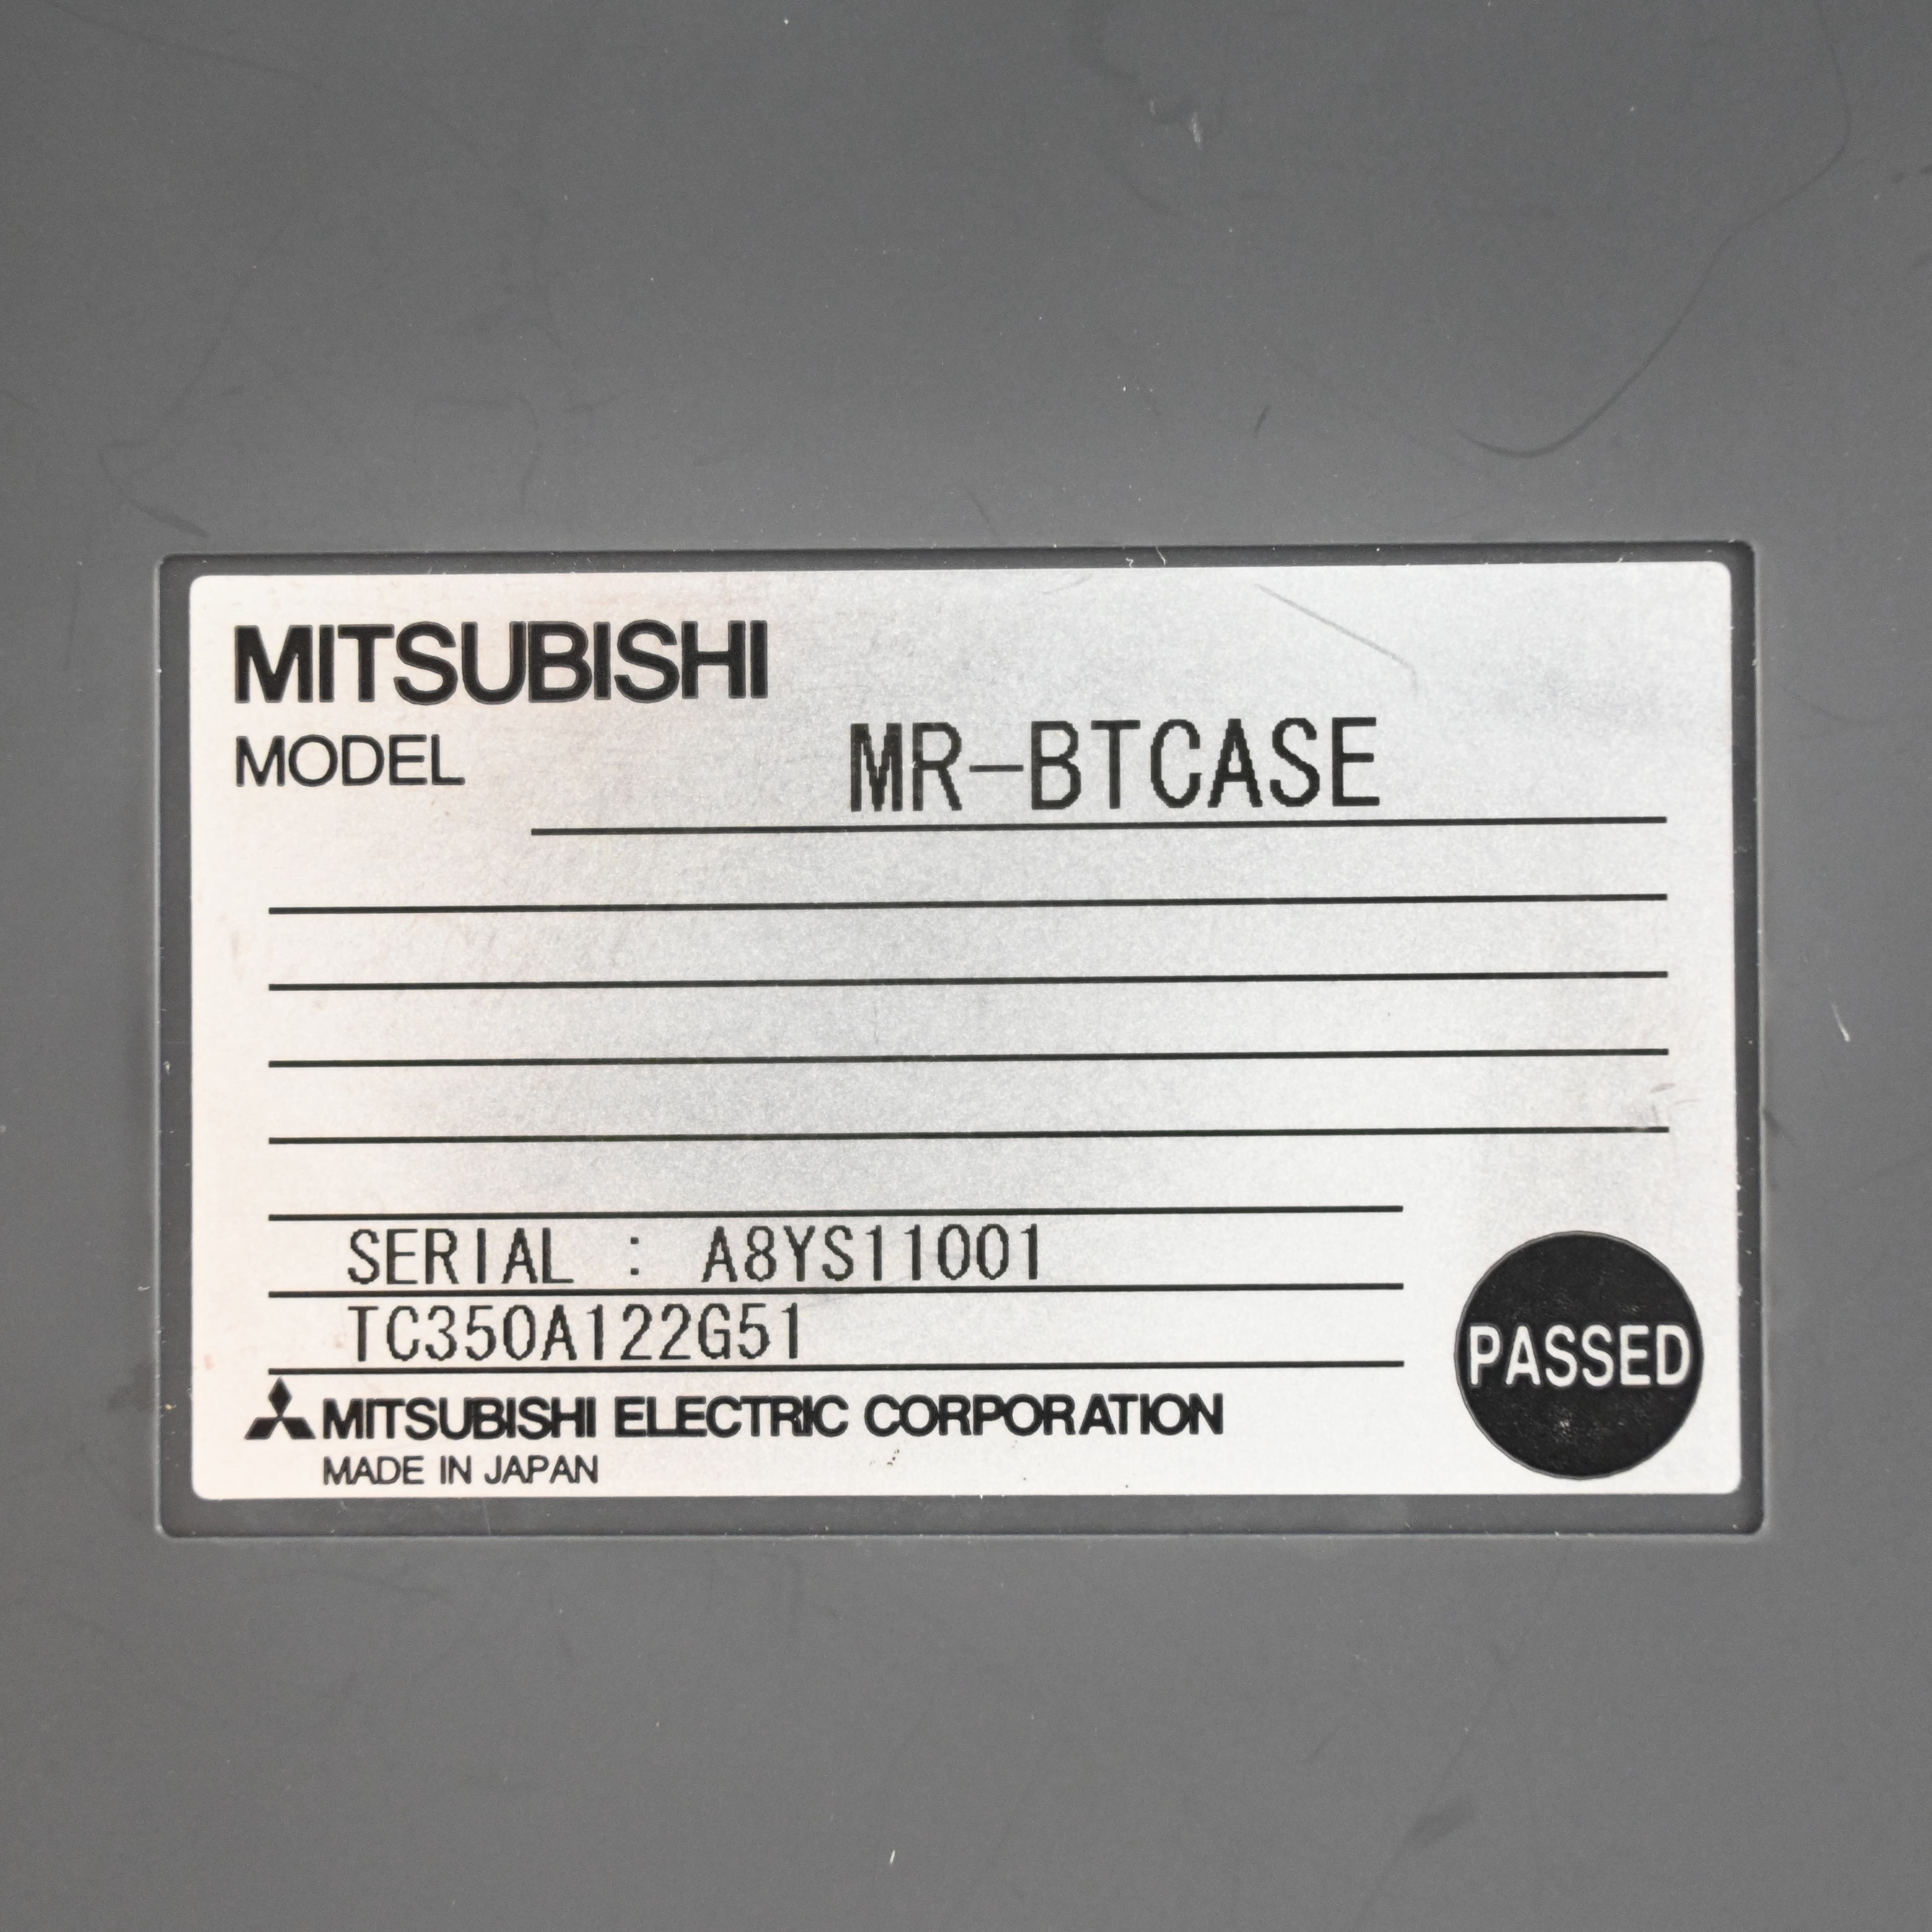 MITSUBISHI
MODEL MR-BTCASE
SERIAL : A8YS11001
TC350A122G51
MITSUBISHI ELECTRIC CORPORATION
MADE IN JAPAN
PASSED